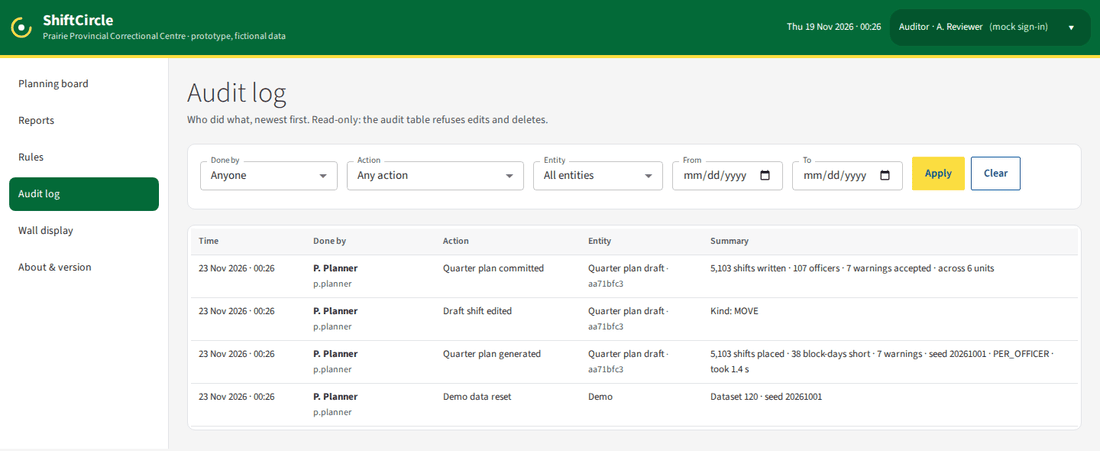 ShiftCircle
Prairie Provincial Correctional Centre · prototype, fictional data
Thu 19 Nov 2026 · 00:26
Auditor · A. Reviewer (mock sign-in)
Planning board
Reports
Rules
Audit log
Wall display
About & version
Audit log
Who did what, newest first. Read-only: the audit table refuses edits and deletes.
Done by
Anyone
Action
Any action
Entity
All entities
From
mm/dd/yyyy
To
mm/dd/yyyy
Apply
Clear
Time Done by Action Entity Summary
23 Nov 2026 · 00:26 P. Planner Quarter plan committed Quarter plan draft · 5,103 shifts written · 107 officers · 7 warnings accepted · across 6 units
p.planner aa71bfc3
23 Nov 2026 · 00:26 P. Planner Draft shift edited Quarter plan draft · Kind: MOVE
p.planner aa71bfc3
23 Nov 2026 · 00:26 P. Planner Quarter plan generated Quarter plan draft · 5,103 shifts placed · 38 block-days short · 7 warnings · seed 20261001 · PER_OFFICER ·
p.planner aa71bfc3 took 1.4 s
23 Nov 2026 · 00:26 P. Planner Demo data reset Demo Dataset 120 · seed 20261001
p.planner